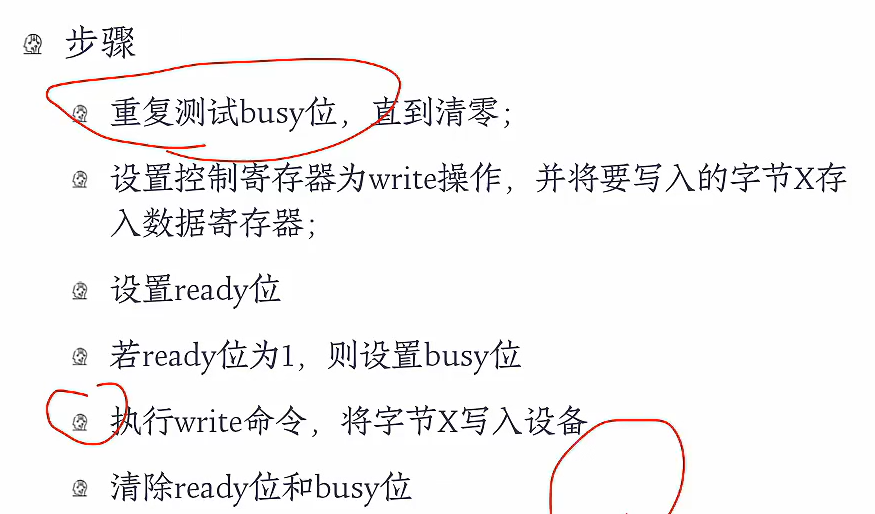 步骤
重复测试busy位，直到清零；
设置控制寄存器为write操作，并将要写入的字节X存
入数据寄存器；
设置ready位
若ready位为1，则设置busy位
执行write命令，将字节X写入设备
清除ready位和busy位